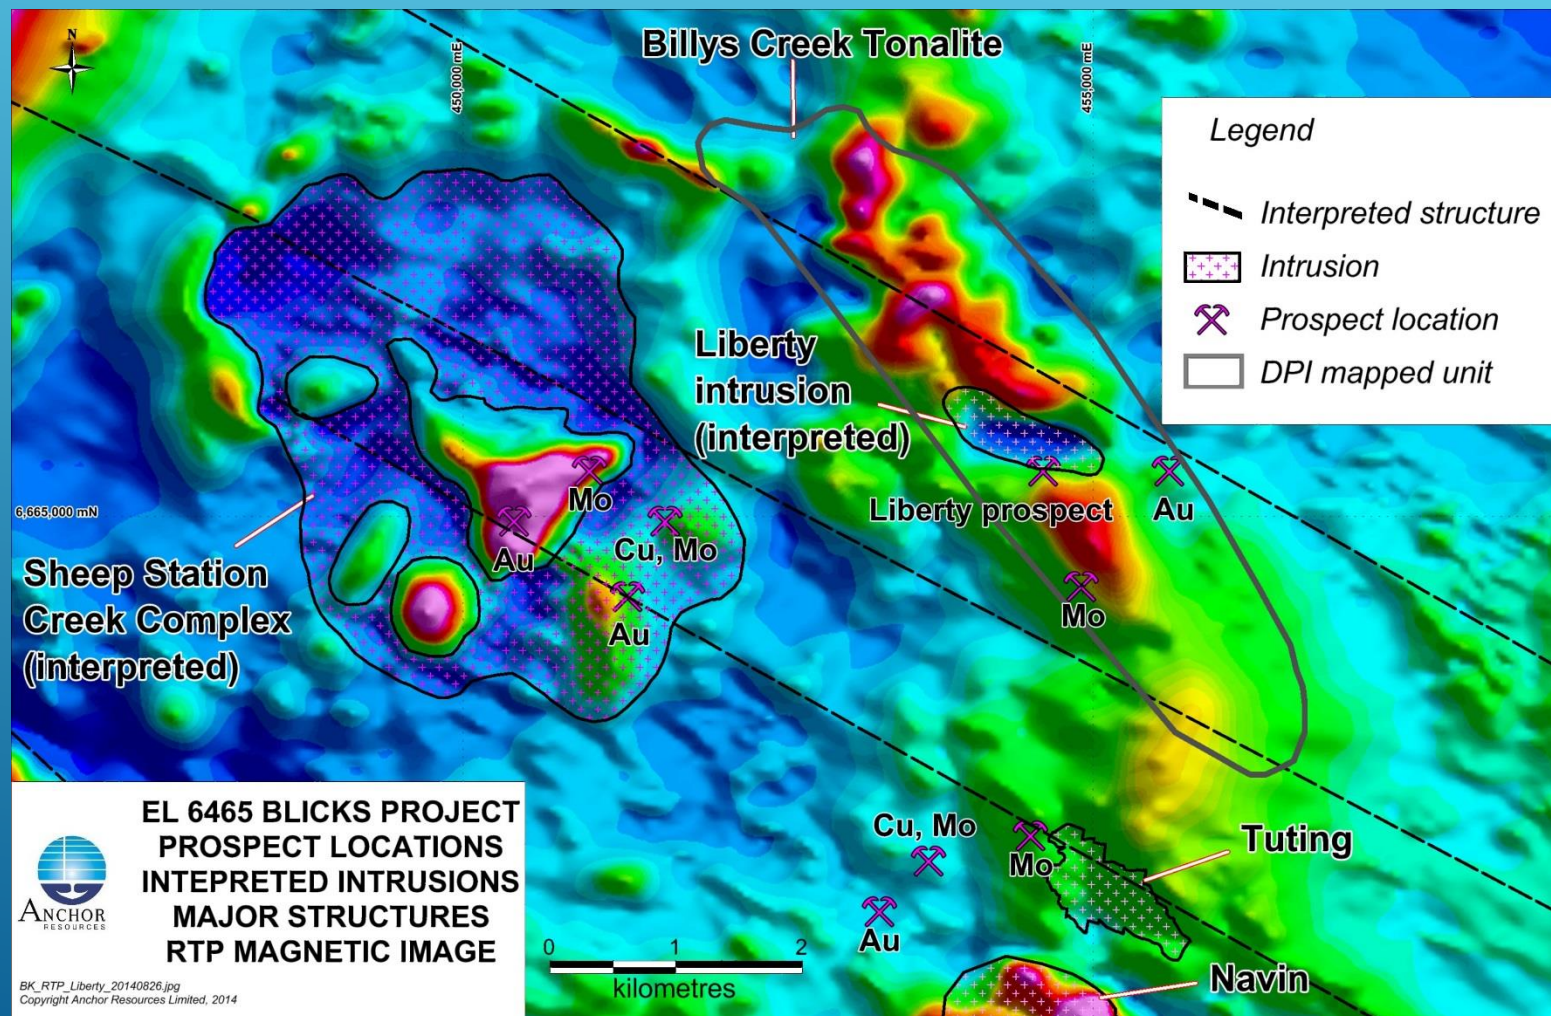 Billys Creek Tonalite
N
450,000 mE
455,000 mE
Legend
Interpreted structure
Intrusion
Prospect location
DPI mapped unit
Liberty
intrusion
(interpreted)
Mo
6,665,000 mN
Liberty prospect
Au
Au
Cu, Mo
Sheep Station
Creek Complex
(interpreted)
Au
Mo
Cu, Mo
Mo
Tuting
Au
Navin
EL 6465 BLICKS PROJECT
PROSPECT LOCATIONS
INTEPRETED INTRUSIONS
MAJOR STRUCTURES
RTP MAGNETIC IMAGE
ANCHOR
RESOURCES
0 1 2
kilometres
BK_RTP_Liberty_20140826.jpg
Copyright Anchor Resources Limited, 2014